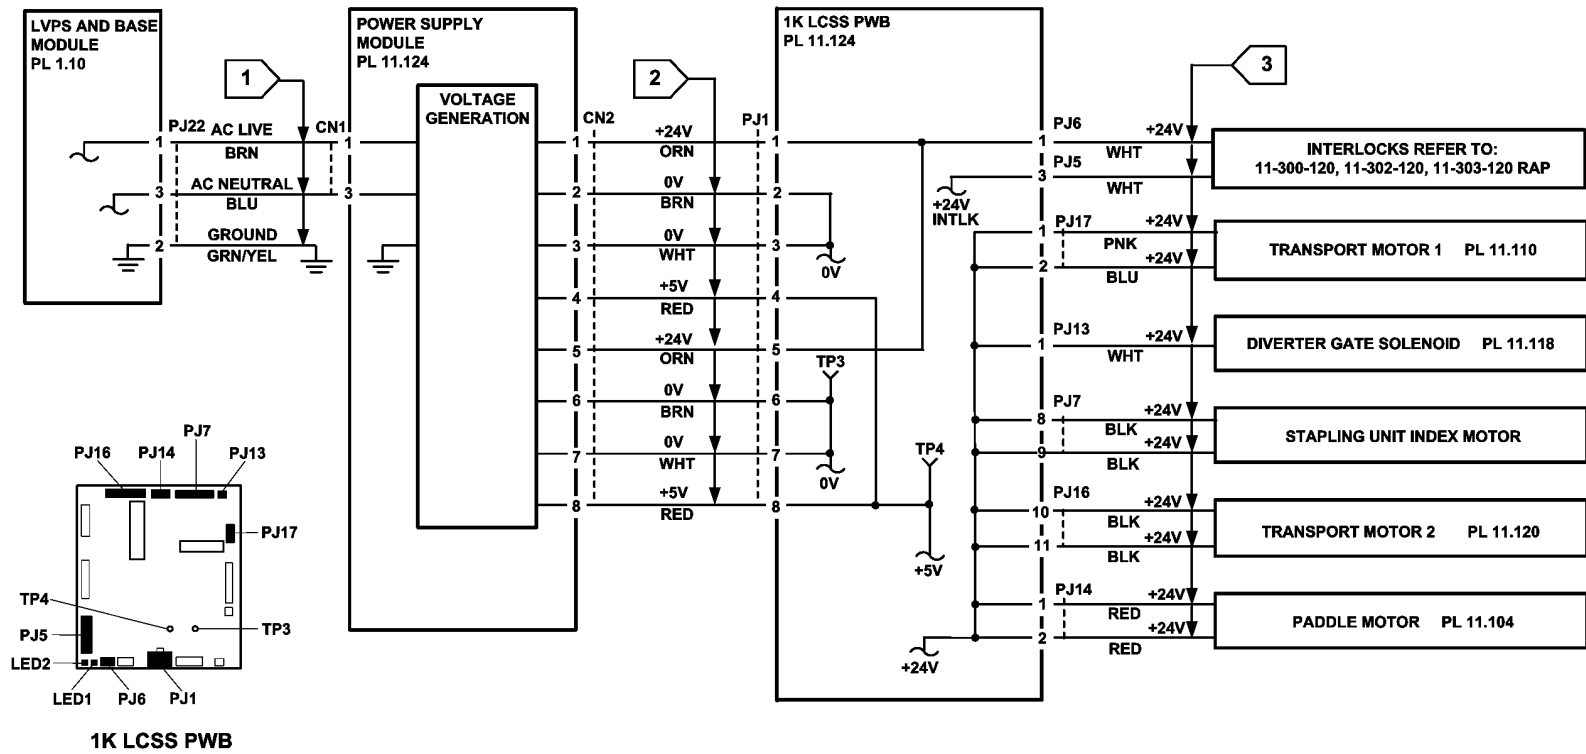 LVPS AND BASE
MODULE
PL 1.10
POWER SUPPLY
MODULE
PL 11.124
1K LCSS PWB
PL 11.124
1
2
3
VOLTAGE
GENERATION
PJ22
AC LIVE
BRN
CN1
1
1
3
AC NEUTRAL
BLU
3
2
GROUND
GRN/YEL
CN2
PJ1
1
+24V
ORN
1
2
0V
BRN
2
3
0V
WHT
3
0V
4
+5V
RED
4
5
+24V
ORN
5
TP3
6
0V
BRN
6
7
0V
WHT
7
0V
8
+5V
RED
8
TP4
+5V
PJ6
1
+24V
WHT
PJ5
3
WHT
+24V
INTLK
INTERLOCKS REFER TO:
11-300-120, 11-302-120, 11-303-120 RAP
PJ17
1
+24V
PNK
2
+24V
BLU
TRANSPORT MOTOR 1 PL 11.110
PJ13
1
+24V
WHT
DIVERTER GATE SOLENOID PL 11.118
PJ7
8
+24V
BLK
9
+24V
BLK
STAPLING UNIT INDEX MOTOR
PJ16
10
+24V
BLK
11
+24V
BLK
TRANSPORT MOTOR 2 PL 11.120
PJ14
1
+24V
RED
2
+24V
RED
PADDLE MOTOR PL 11.104
+24V
PJ7
PJ16
PJ14
PJ13
PJ17
TP4
TP3
PJ5
LED2
LED1
PJ6
PJ1
1K LCSS PWB